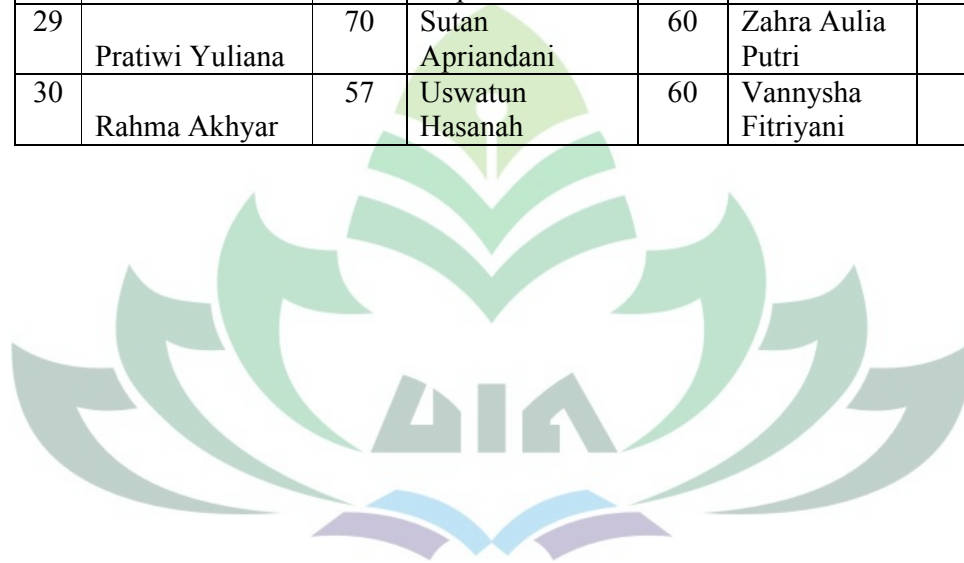 29 70 Sutan 60 Zahra Aulia
Pratiwi Yuliana Apriandani Putri
30 57 Uswatun 60 Vannysha
Rahma Akhyar Hasanah Fitriyani
UIN